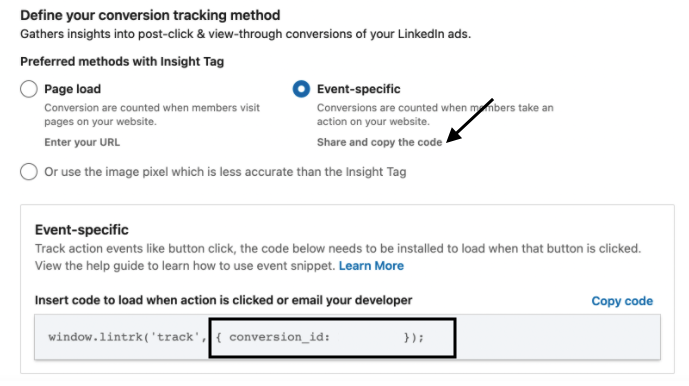 Define your conversion tracking method
Gathers insights into post-click & view-through conversions of your LinkedIn ads.
Preferred methods with Insight Tag
Page load
Conversion are counted when members visit
pages on your website.
Enter your URL
Event-specific
Conversions are counted when members take an
action on your website.
Share and copy the code
Or use the image pixel which is less accurate than the Insight Tag
Event-specific
Track action events like button click, the code below needs to be installed to load when that button is clicked.
View the help guide to learn how to use event snippet. Learn More
Insert code to load when action is clicked or email your developer
Copy code
window.lintrk('track', { conversion_id: });